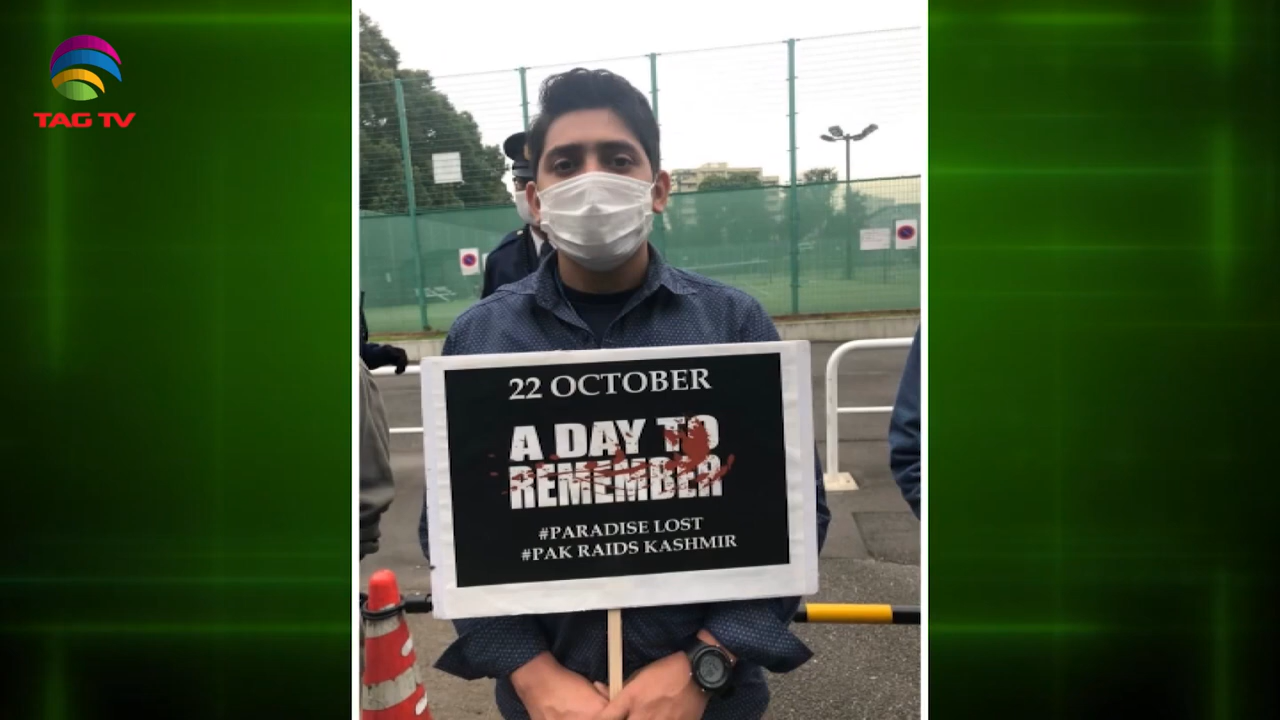 TAG TV
22 OCTOBER
A DAY TO
REMEMBER
#PARADISE LOST
#PAK RAIDS KASHMIR